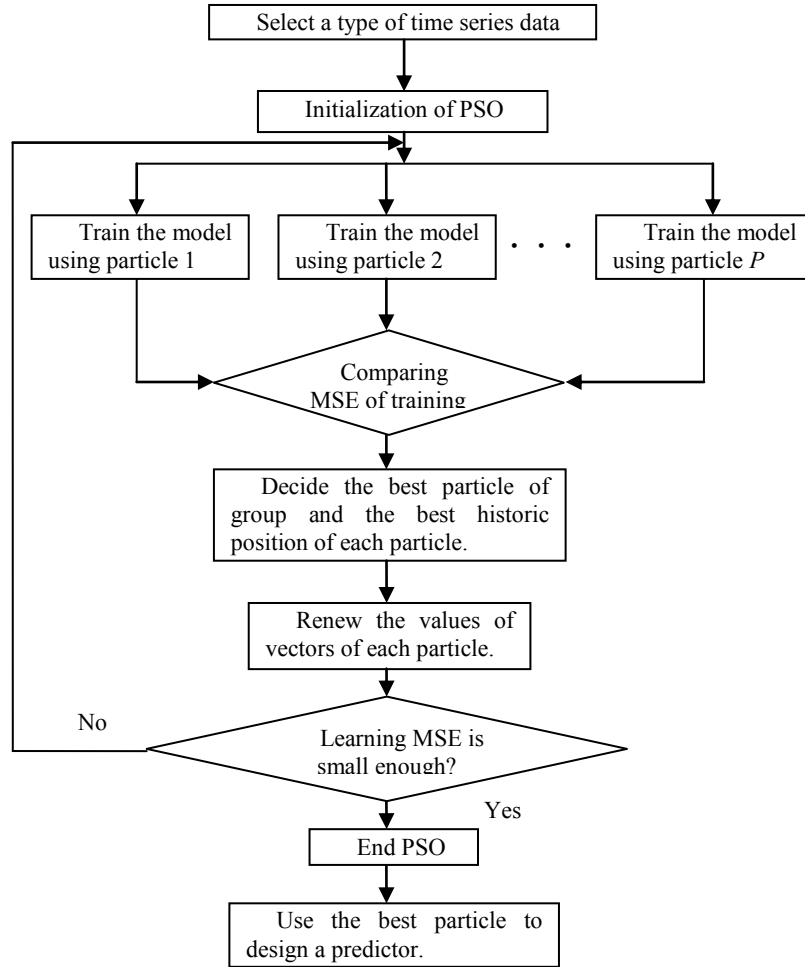 Select a type of time series data
Initialization of PSO
Train the model
using particle 1
Train the model
using particle 2
. . .
Train the model
using particle P
Comparing
MSE of training
Decide the best particle of
group and the best historic
position of each particle.
Renew the values of
vectors of each particle.
No
Learning MSE is
small enough?
Yes
End PSO
Use the best particle to
design a predictor.